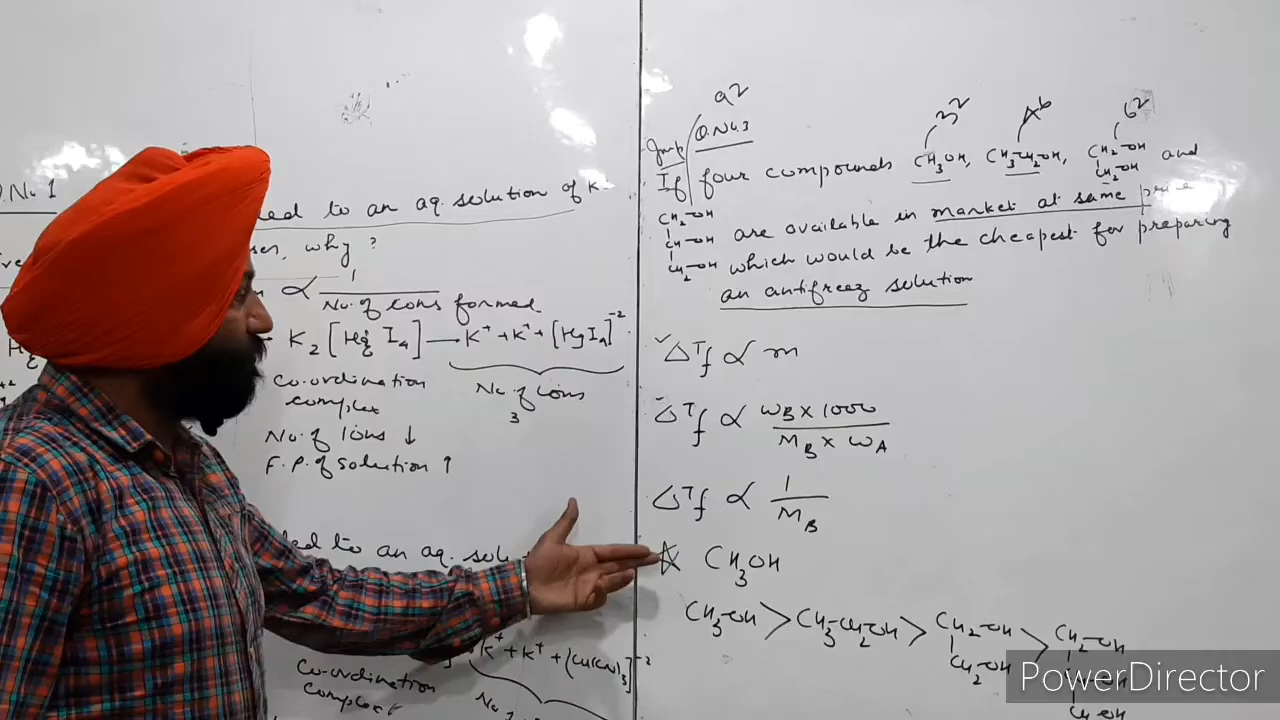 No 1
ded to an aq. solution of K
ses, why ?
∝ 1 / No. of ions formed
K2[HgI4] → K+ + K+ + [HgI4]-2
Co-ordination complex
No. of ions
3
No. of ions ↓
F.P. of solution ↑
ded to an aq. sol
K+ + K+ +
]-2
Co-ordination
complex
92
Imp
Q.No.3
32
46
62
If four compounds CH3OH, CH3-CH2OH, CH2-OH
CH2-OH and
CH2-OH
CH-OH
CH2-OH
are available in market at same price
which would be the cheapest for preparing
an antifreez solution
ΔTf ∝ m
ΔTf ∝ WB × 1000 / MB × WA
ΔTf ∝ 1 / MB
CH3OH
CH3-OH > CH3-CH2OH > CH2-OH
CH2-OH > CH2-OH
CH-OH
PowerDirector